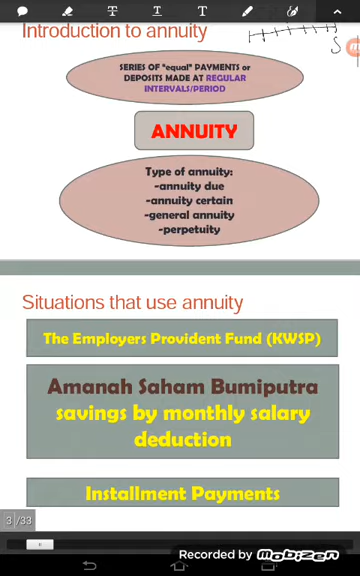 Introduction to annuity
SERIES OF "equal" PAYMENTS or
DEPOSITS MADE AT REGULAR
INTERVALS/PERIOD
ANNUITY
Type of annuity:
-annuity due
-annuity certain
-general annuity
-perpetuity
Situations that use annuity
The Employers Provident Fund (KWSP)
Amanah Saham Bumiputra
savings by monthly salary
deduction
Installment Payments
3 /33
Recorded by Mobizen